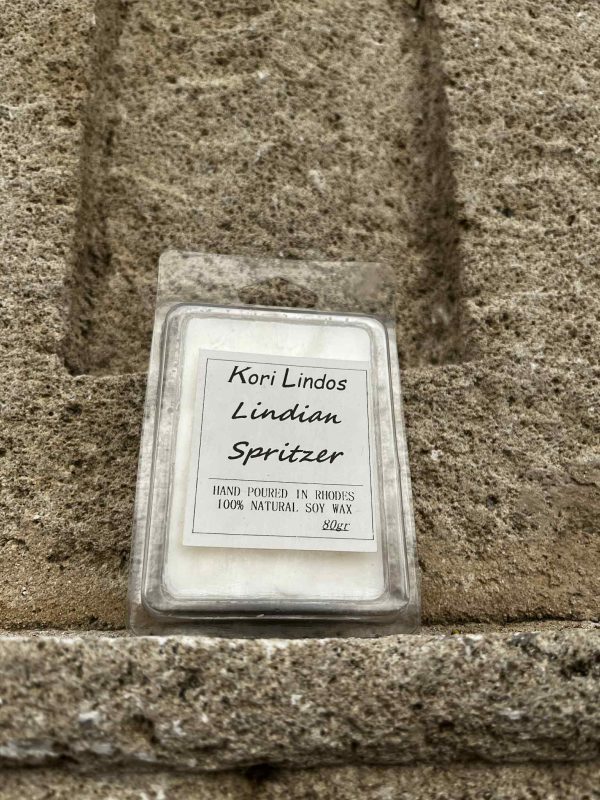 Kori Lindos
Lindian
Spritzer
HAND POURED IN RHODES
100% NATURAL SOY WAX
80gr